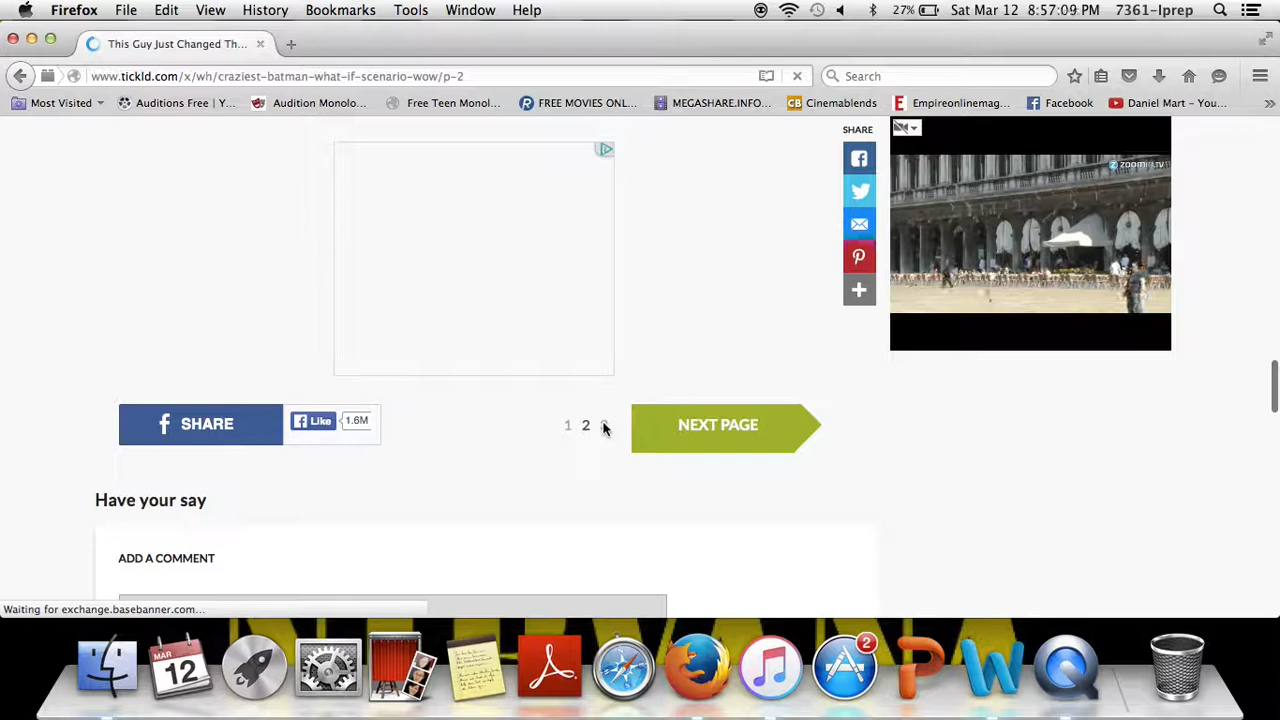 Firefox File Edit View History Bookmarks Tools Window Help 27% Sat Mar 12 8:57:09 PM 7361-Iprep
This Guy Just Changed Th...
www.tickld.com/x/wh/craziest-batman-what-if-scenario-wow/p-2 Search
Most Visited Auditions Free | Y... Audition Monolo... Free Teen Monol... FREE MOVIES ONL... MEGASHARE.INFO... Cinemablends Empireonlinemag... Facebook Daniel Mart - You...
SHARE
zoomin.tv
SHARE Like 1.6M 1 2 NEXT PAGE
Have your say
ADD A COMMENT
Waiting for exchange.basebanner.com...
MAR
12
2